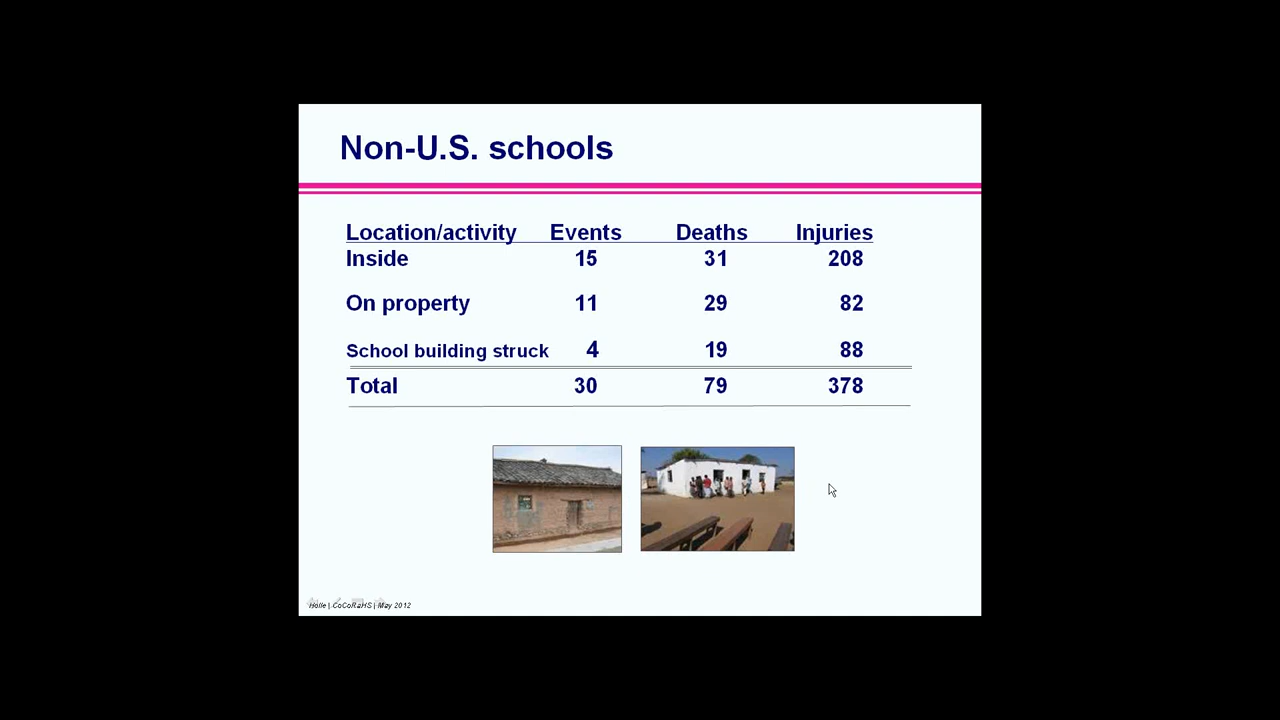 Non-U.S. schools
Location/activity Events Deaths Injuries
Inside 15 31 208
On property 11 29 82
School building struck 4 19 88
Total 30 79 378
Holle | CoCoRaHS | May 2012